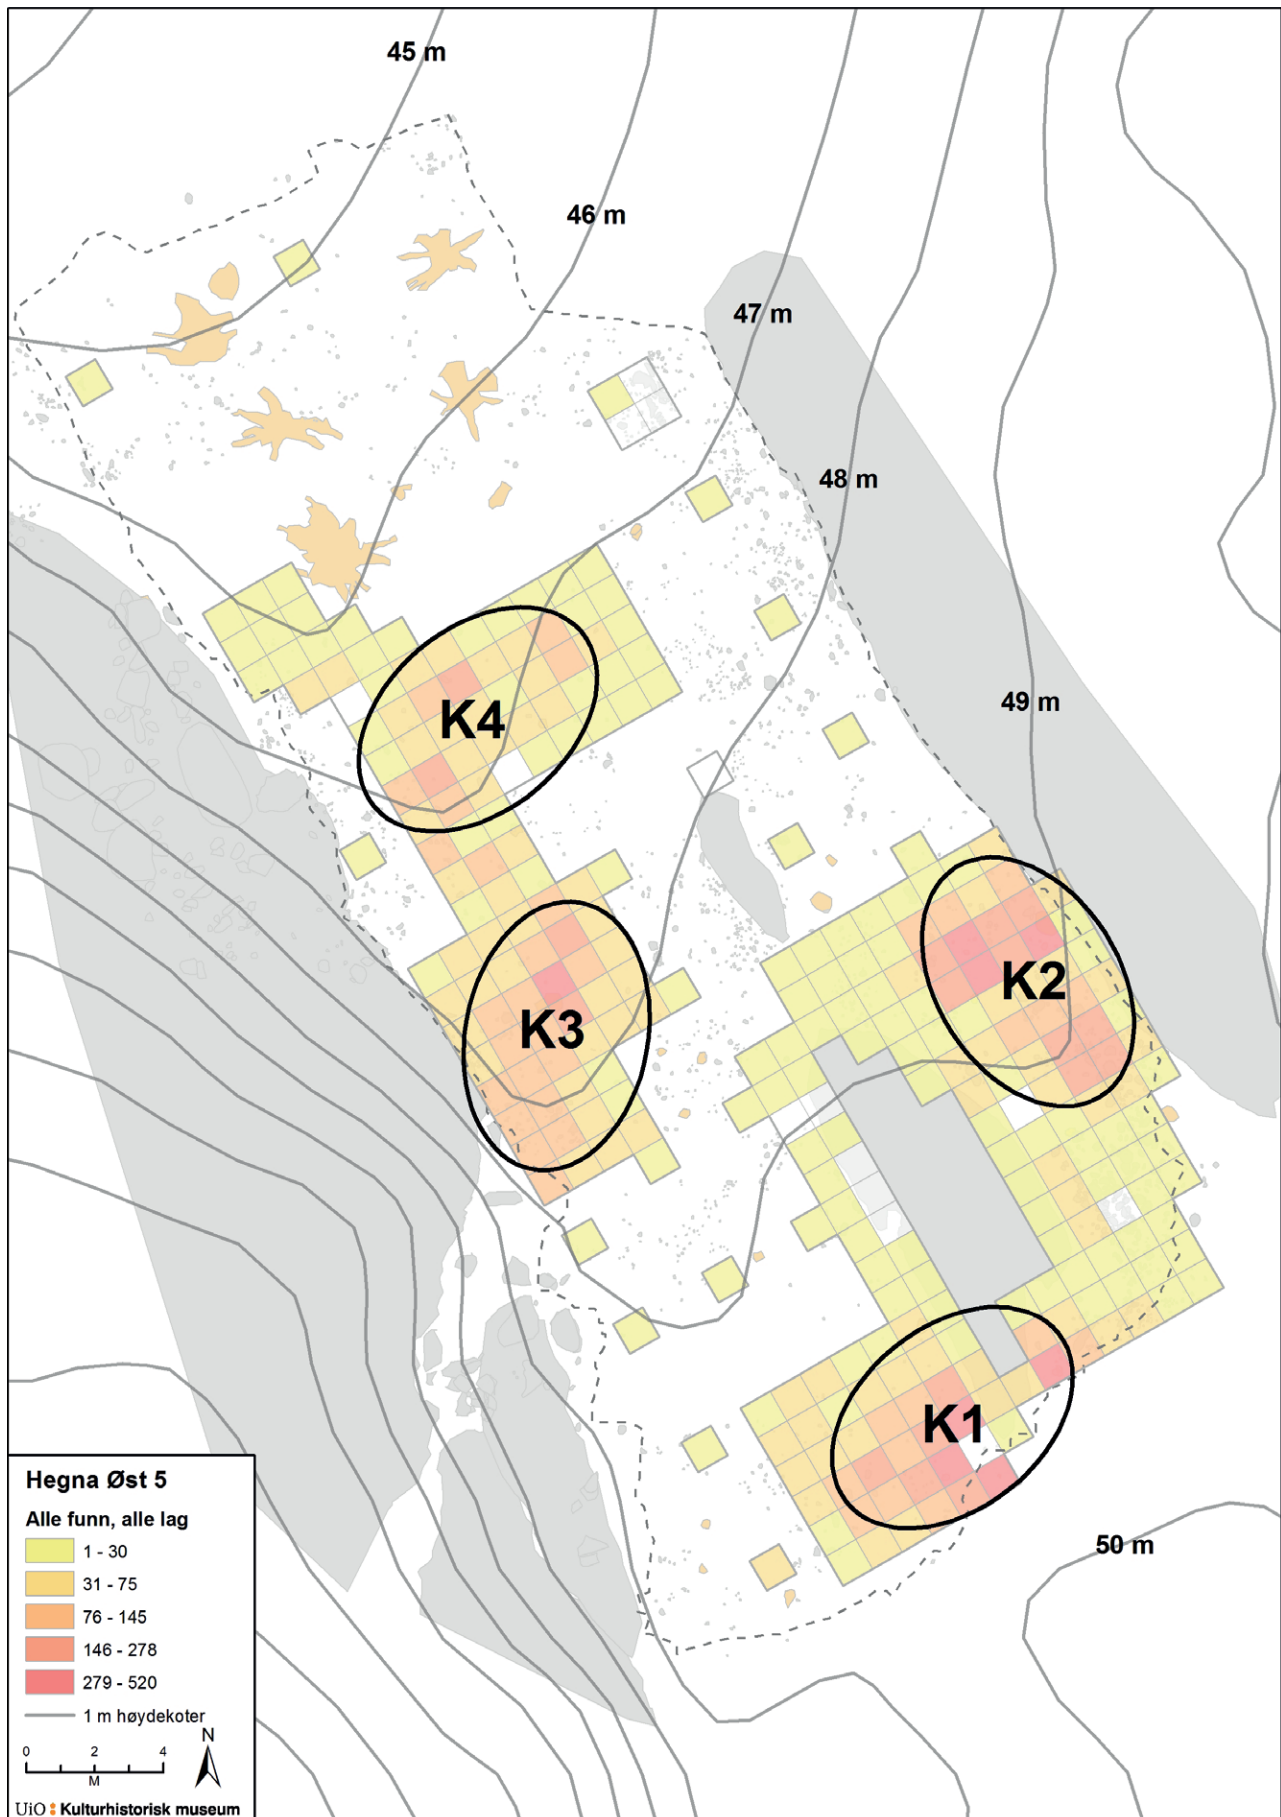 45 m
46 m
47 m
48 m
49 m
K4
K2
K3
K1
50 m
Hegna Øst 5
Alle funn, alle lag
1 - 30
31 - 75
76 - 145
146 - 278
279 - 520
1 m høydekoter
N
0 2 4
M
UiO Kulturhistorisk museum